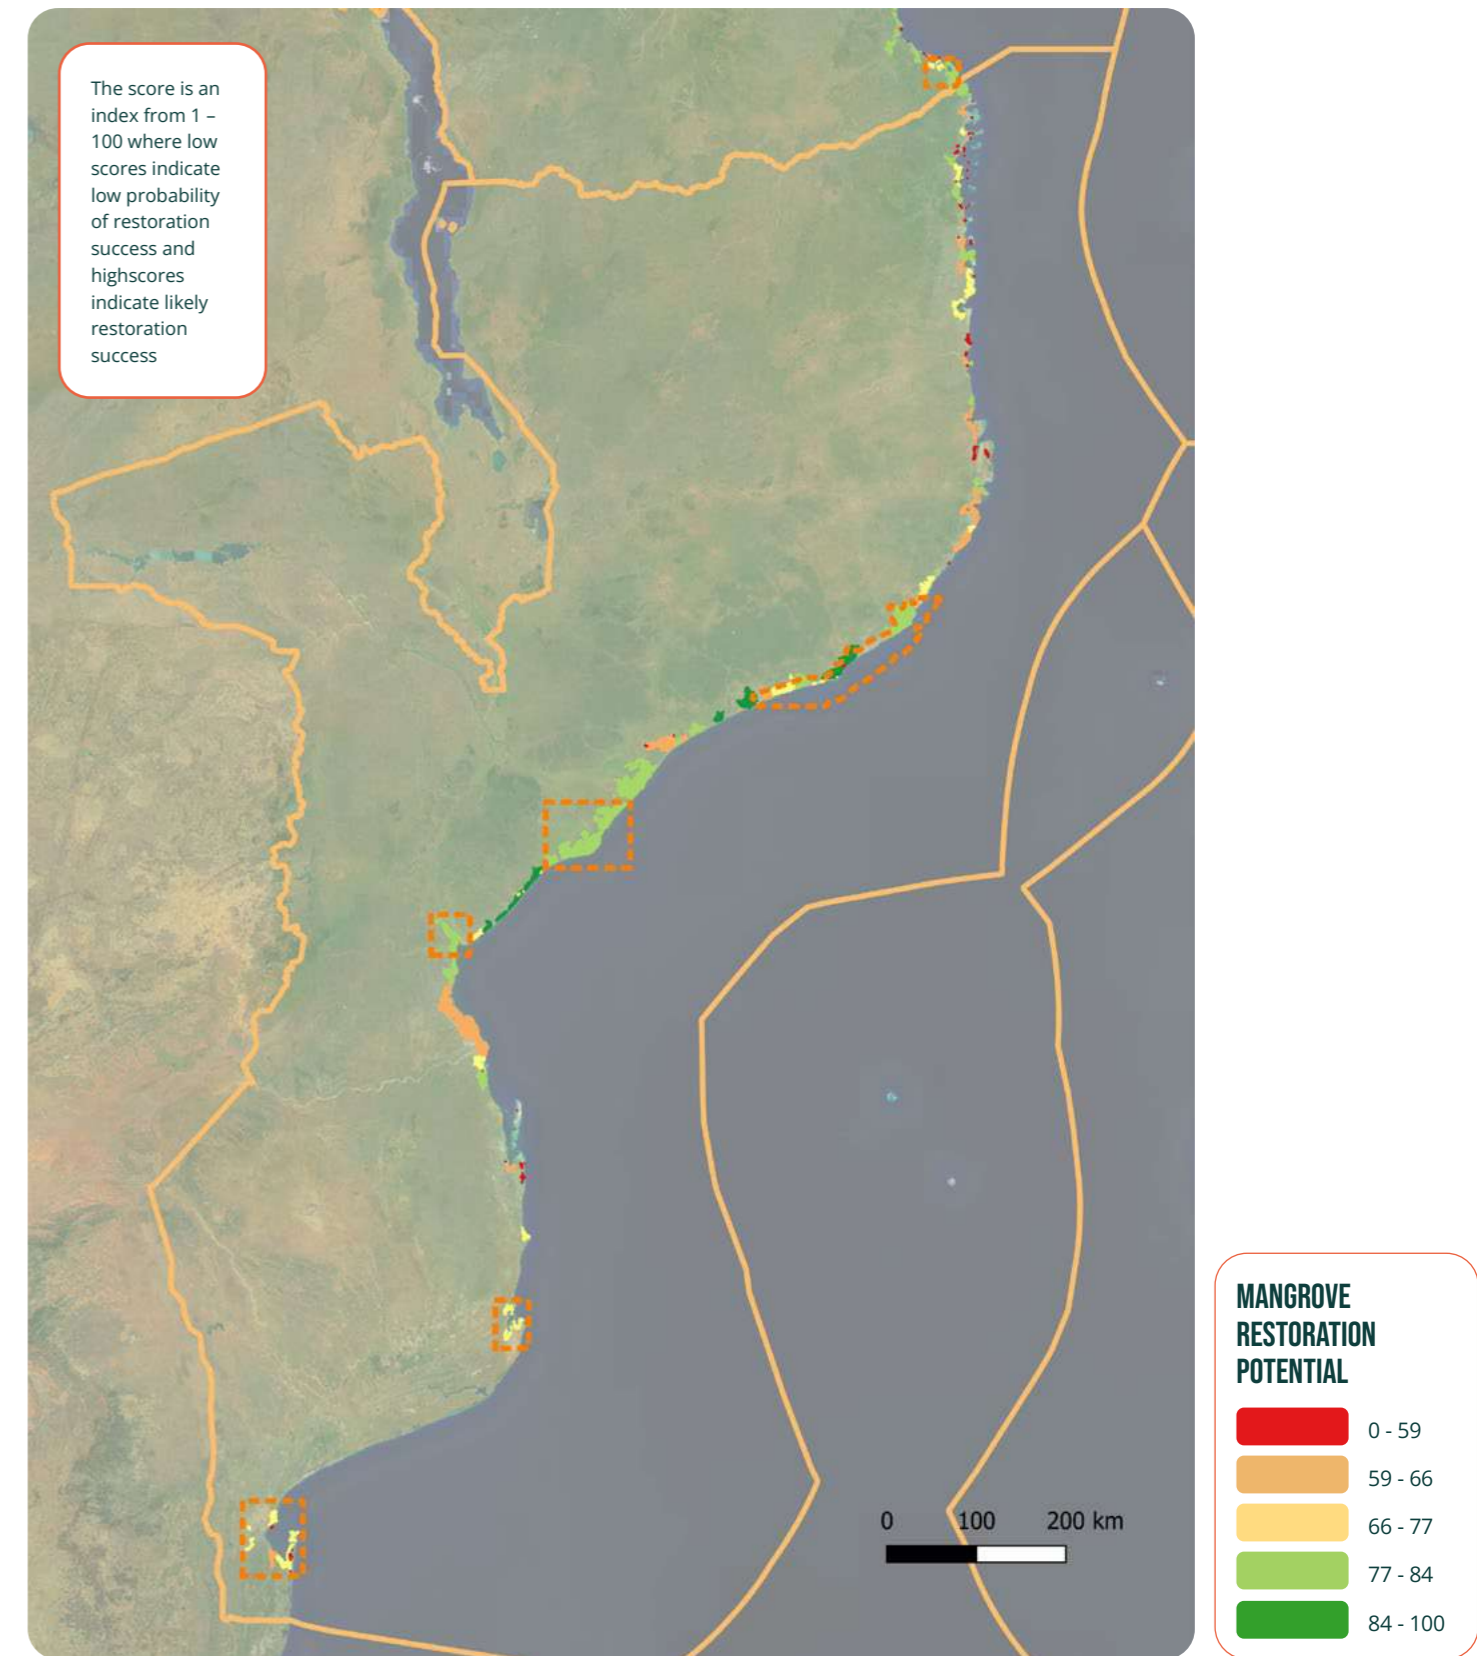 The score is an
index from 1 –
100 where low
scores indicate
low probability
of restoration
success and
highscores
indicate likely
restoration
success
0 100 200 km
MANGROVE
RESTORATION
POTENTIAL
0 - 59
59 - 66
66 - 77
77 - 84
84 - 100